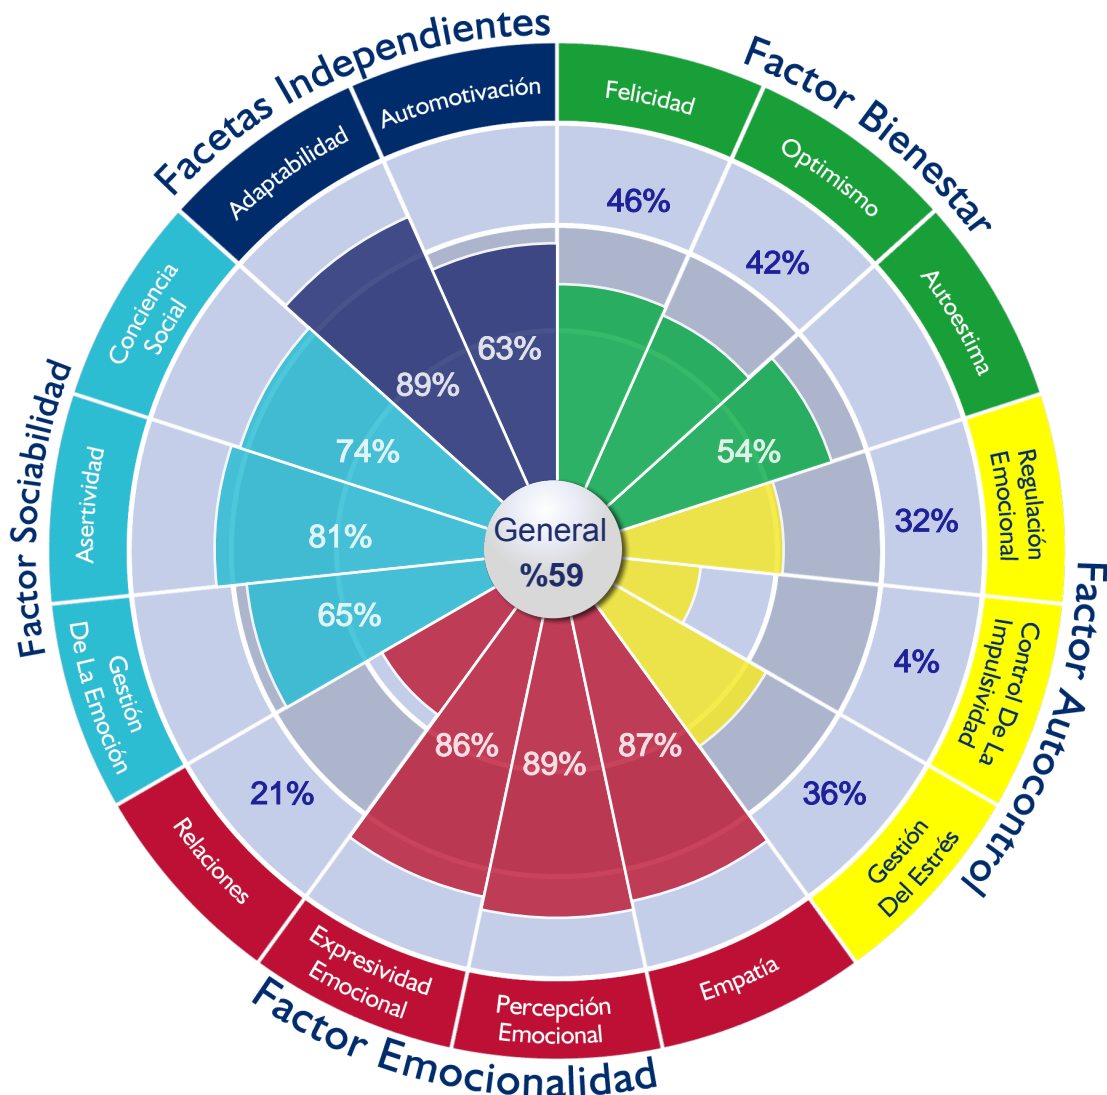 Facetas Independientes
Factor Bienestar
Automotivación
Felicidad
Adaptabilidad
Optimismo
46%
42%
Conciencia
Social
Autoestima
63%
89%
74%
54%
Factor Sociabilidad
Asertividad
Regulación
Emocional
81%
General
%59
32%
Factor Autocontrol
Gestión
De La Emoción
65%
4%
Control De La
Impulsividad
86%
89%
87%
21%
36%
Relaciones
Gestión
Del Estrés
Expresividad
Emocional
Percepción
Emocional
Empatía
Factor Emocionalidad